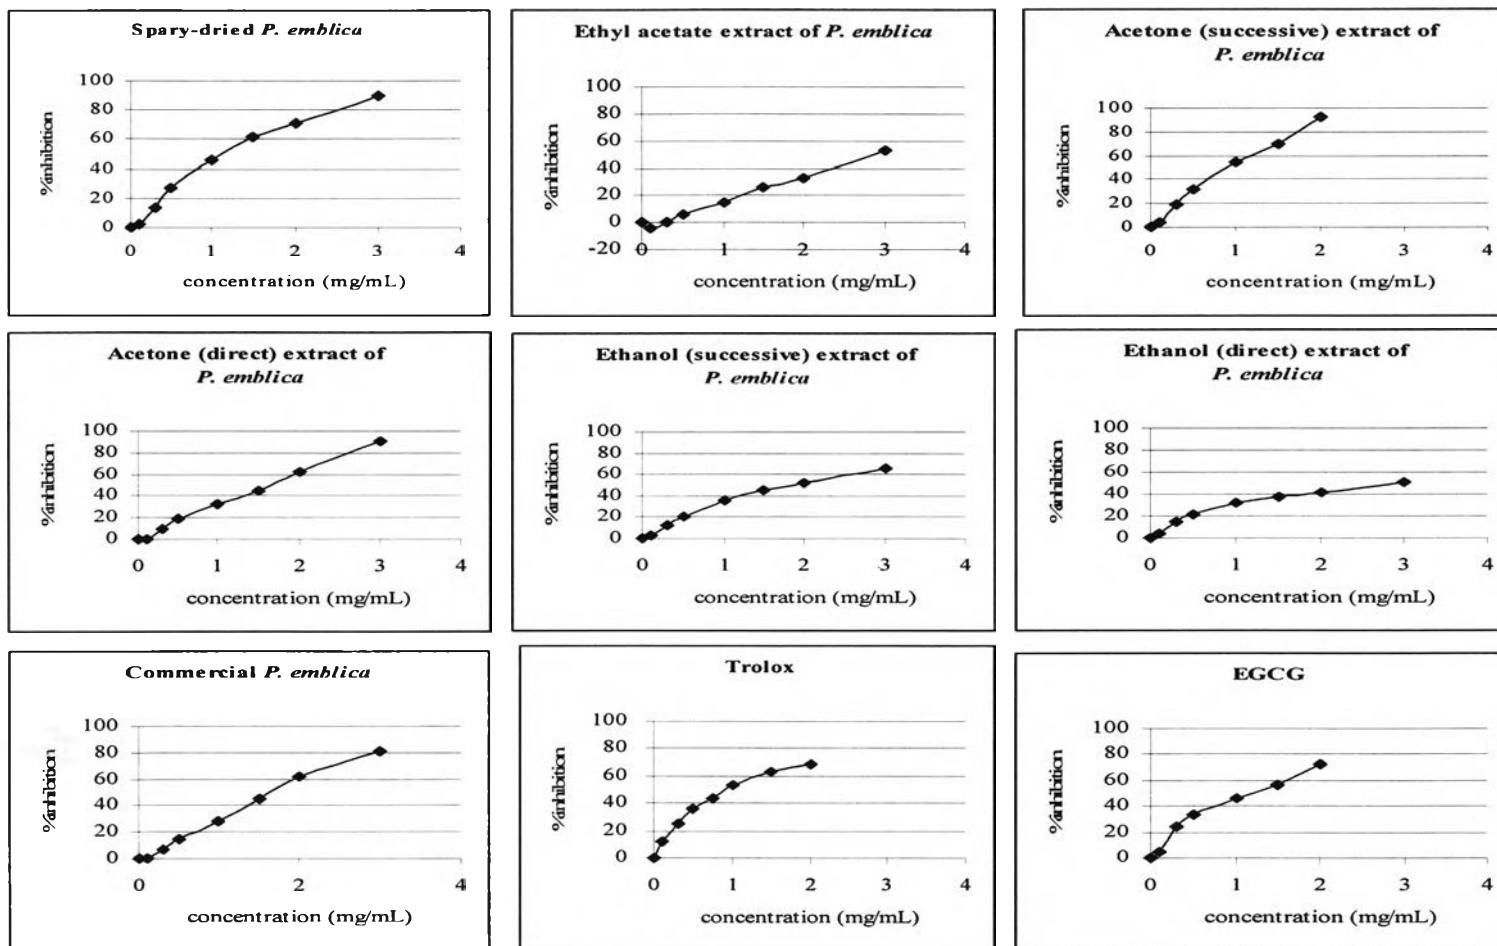 Spary-dried P. emblica
100
80
60
40
20
0
%inhibition
0 1 2 3 4
concentration (mg/mL)
Ethyl acetate extract of P. emblica
100
80
60
40
20
0
-20
%inhibition
0 1 2 3 4
concentration (mg/mL)
Acetone (successive) extract of
P. emblica
100
80
60
40
20
0
%inhibition
0 1 2 3 4
concentration (mg/mL)
Acetone (direct) extract of
P. emblica
100
80
60
40
20
0
%inhibition
0 1 2 3 4
concentration (mg/mL)
Ethanol (successive) extract of
P. emblica
100
80
60
40
20
0
%inhibition
0 1 2 3 4
concentration (mg/mL)
Ethanol (direct) extract of
P. emblica
100
80
60
40
20
0
%inhibition
0 1 2 3 4
concentration (mg/mL)
Commercial P. emblica
100
80
60
40
20
0
%inhibition
0 2 4
concentration (mg/mL)
Trolox
100
80
60
40
20
0
%inhibition
0 1 2 3 4
concentration (mg/mL)
EGCG
100
80
60
40
20
0
%inhibition
0 1 2 3 4
concentration (mg/mL)